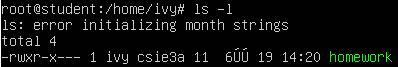 root@student:/home/ivy# ls -l
ls: error initializing month strings
total 4
-rwxr-x--- 1 ivy csie3a 11  6ÚÚ 19 14:20 homework